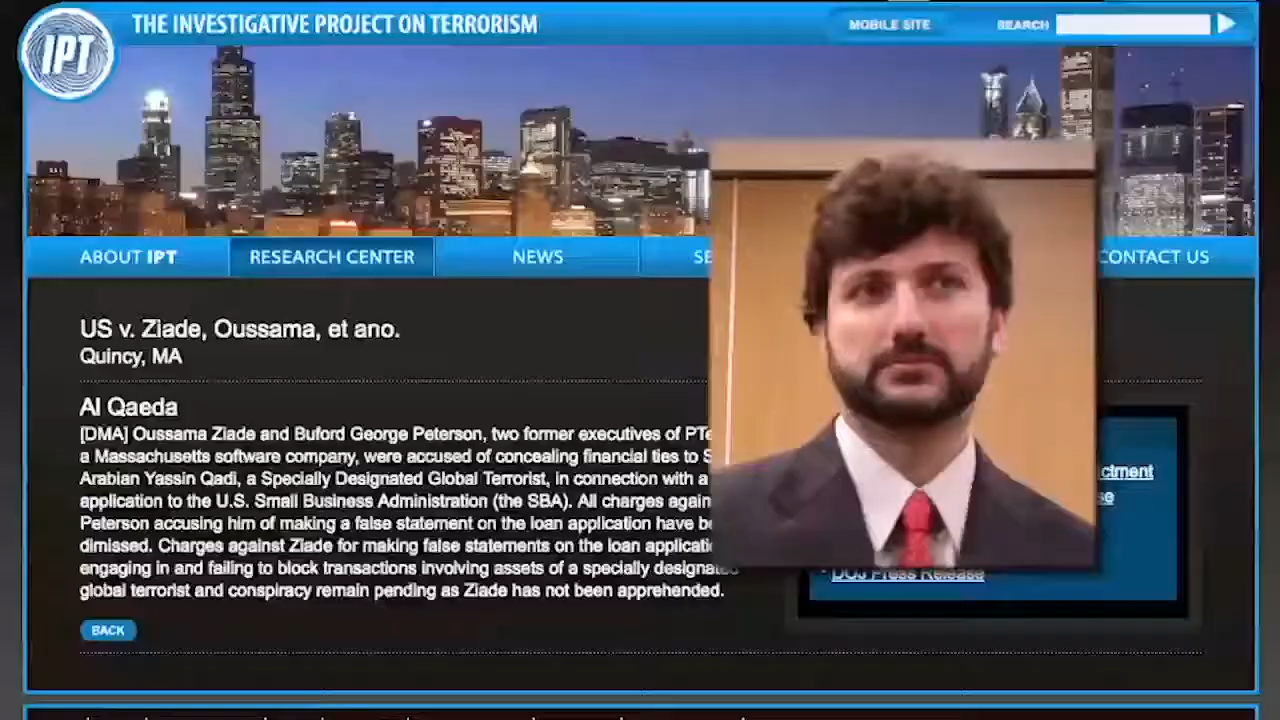 IPT
THE INVESTIGATIVE PROJECT ON TERRORISM
MOBILE SITE
SEARCH
ABOUT IPT
RESEARCH CENTER
NEWS
CONTACT US
US v. Ziade, Oussama, et ano.
Quincy, MA
Al Qaeda
[DMA] Oussama Ziade and Buford George Peterson, two former executives of
a Massachusetts software company, were accused of concealing financial ties to
Arabian Yassin Qadi, a Specially Designated Global Terrorist, in connection with a
application to the U.S. Small Business Administration (the SBA). All charges
Peterson accusing him of making a false statement on the loan application have
dimissed. Charges against Ziade for making false statements on the loan
engaging in and failing to block transactions involving assets of a specially
global terrorist and conspiracy remain pending as Ziade has not been apprehended.
DOJ Press Release
BACK